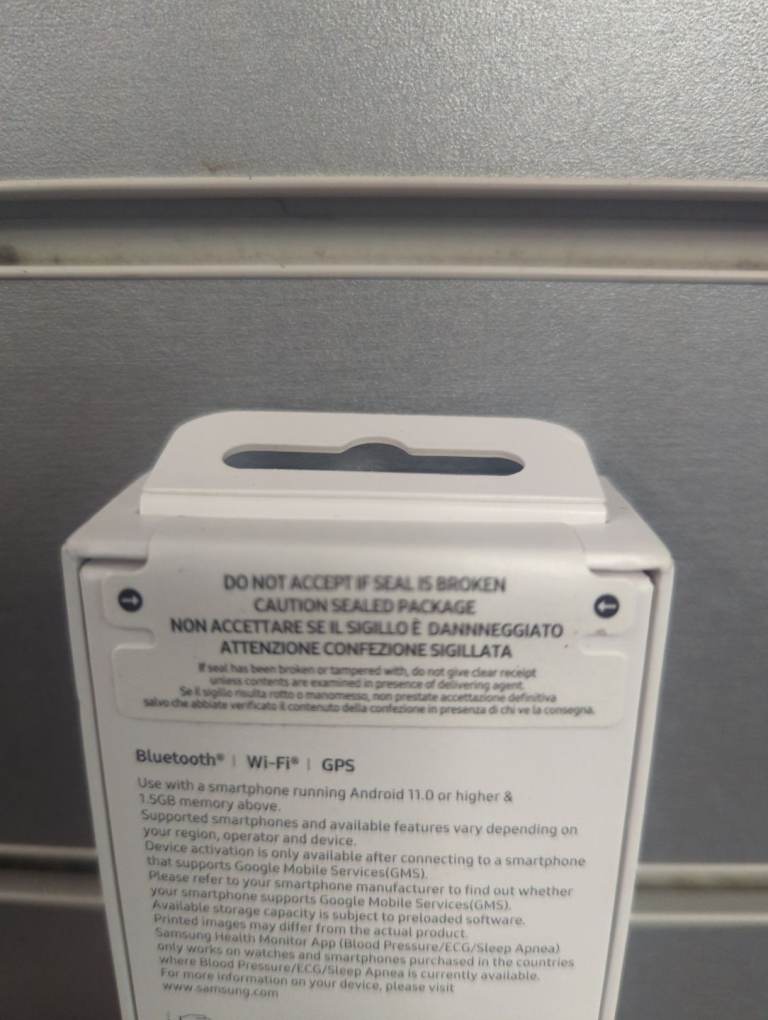 DO NOT ACCEPT IF SEAL IS BROKEN
CAUTION SEALED PACKAGE
NON ACCETTARE SE IL SIGILLO È DANNNEGGIATO
ATTENZIONE CONFEZIONE SIGILLATA
If seal has been broken or tampered with, do not give clear receipt
unless contents are examined in presence of delivering agent.
Se il sigillo risulta rotto o manomesso, non prestate accettazione definitiva
salvo che abbiate verificato il contenuto della confezione in presenza di chi ve la consegna.
Bluetooth® | Wi-Fi® | GPS
Use with a smartphone running Android 11.0 or higher &
1.5GB memory above.
Supported smartphones and available features vary depending on
your region, operator and device.
Device activation is only available after connecting to a smartphone
that supports Google Mobile Services(GMS).
Please refer to your smartphone manufacturer to find out whether
your smartphone supports Google Mobile Services(GMS).
Available storage capacity is subject to preloaded software.
Printed images may differ from the actual product.
Samsung Health Monitor App (Blood Pressure/ECG/Sleep Apnea)
only works on watches and smartphones purchased in the countries
where Blood Pressure/ECG/Sleep Apnea is currently available.
For more information on your device, please visit
www.samsung.com